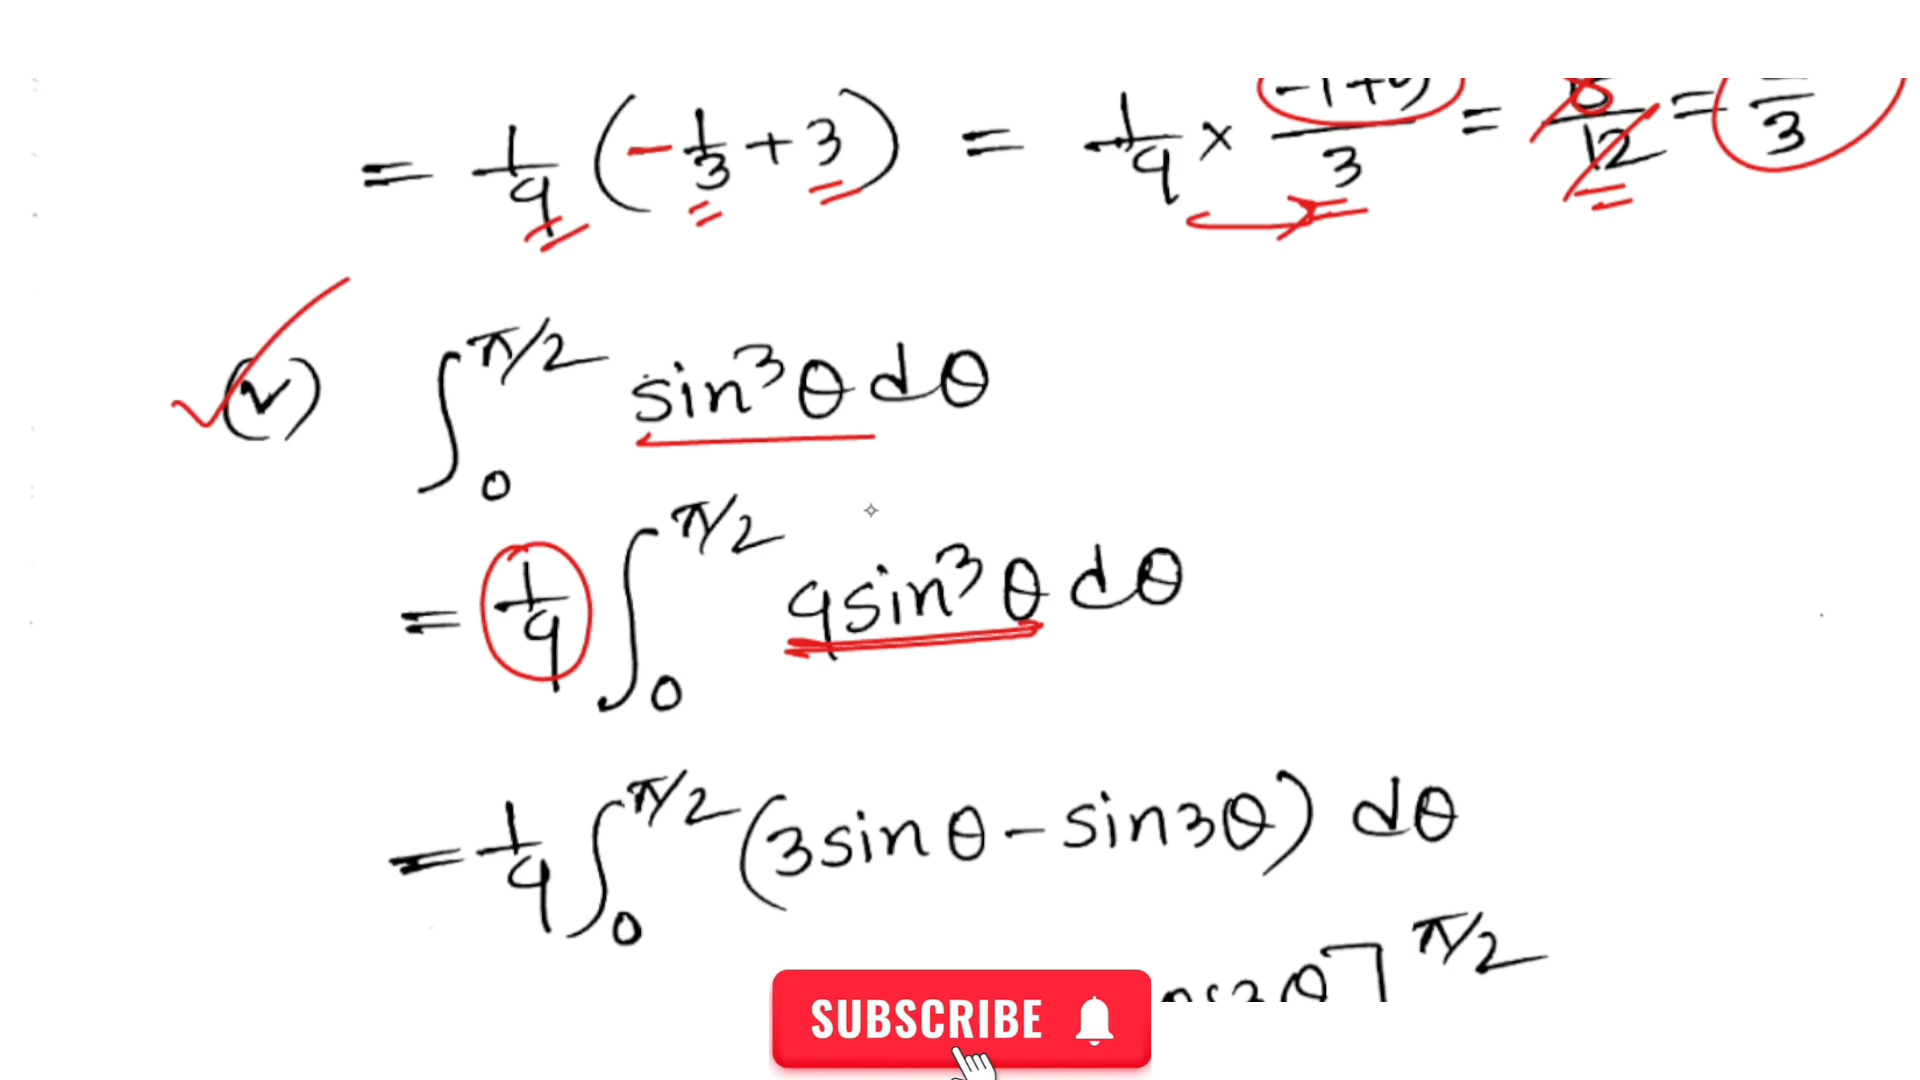 = 1/4 (-1/3 + 3) = 1/4 × /3 = 8/12 = /3
(v) ∫₀^π/2 sin³θ dθ
= 1/4 ∫₀^π/2 4sin³θ dθ
= 1/4 ∫₀^π/2 (3sinθ - sin3θ) dθ
π/2
SUBSCRIBE